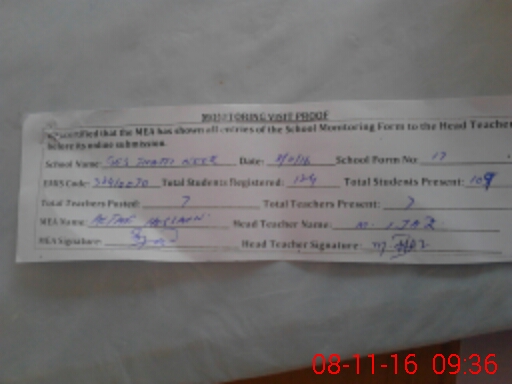 MONITORING VISIT PROOF
certified that the MEA has shown all entries of the School Monitoring Form to the Head Teacher
before its online submission.
School Name: GPS Date: 8/11/16 School Form No: 17
EMIS Code: Total Students Registered: 124 Total Students Present: 109
Total Teachers Posted: 7 Total Teachers Present: 7
MEA Name: Head Teacher Name: M. IJAZ
MEA Signature: Head Teacher Signature:
08-11-16 09:36